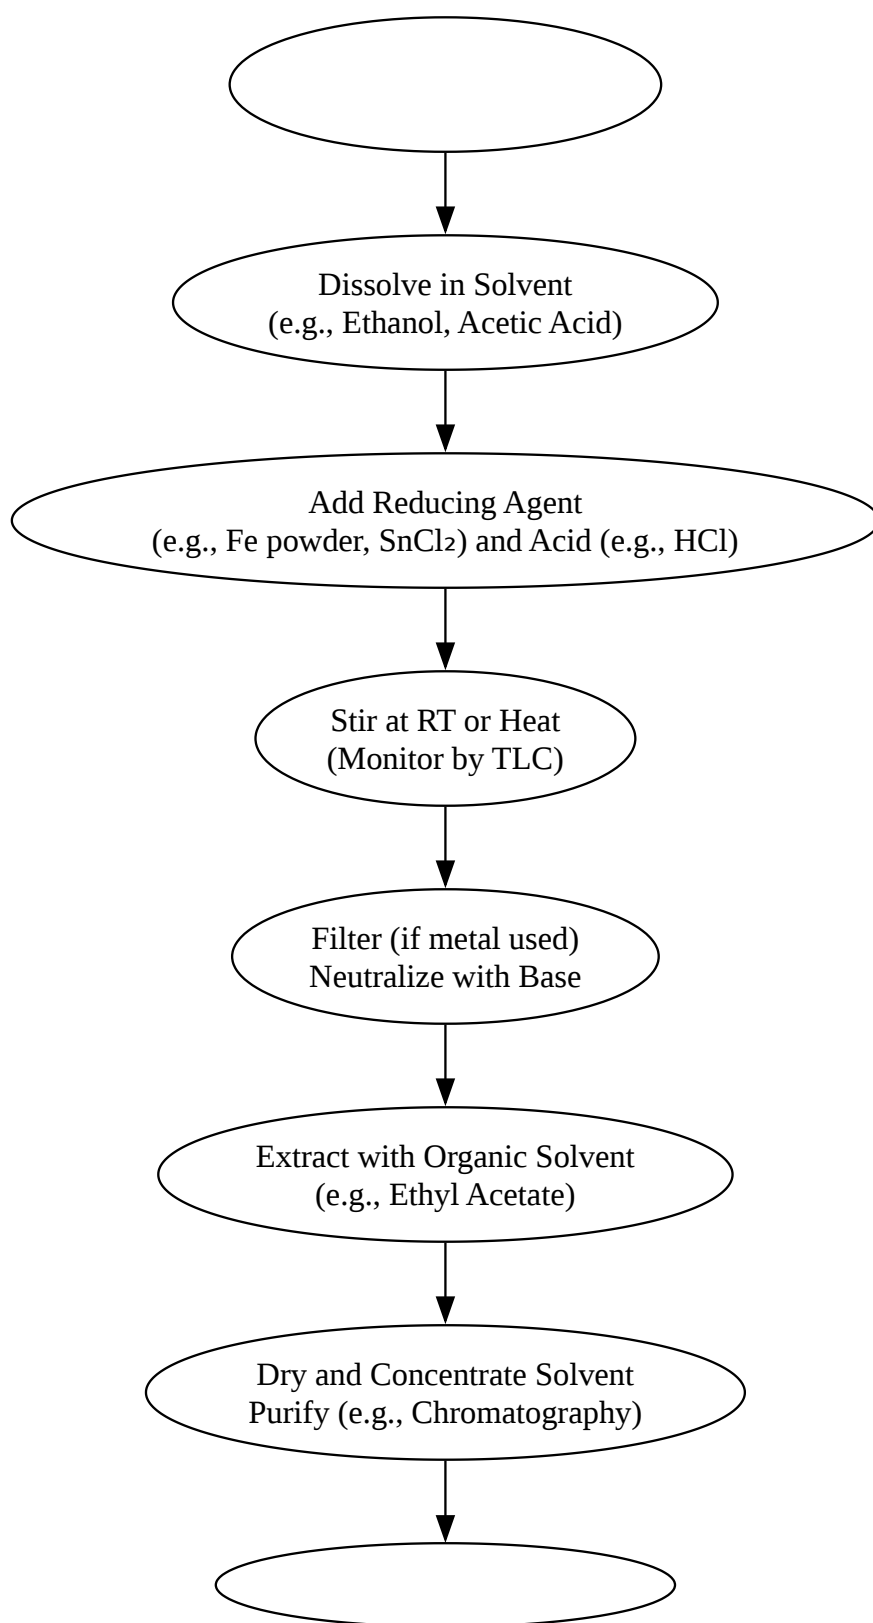 Dissolve in Solvent
(e.g., Ethanol, Acetic Acid)
Add Reducing Agent
(e.g., Fe powder, SnCl₂) and Acid (e.g., HCl)
Stir at RT or Heat
(Monitor by TLC)
Filter (if metal used)
Neutralize with Base
Extract with Organic Solvent
(e.g., Ethyl Acetate)
Dry and Concentrate Solvent
Purify (e.g., Chromatography)